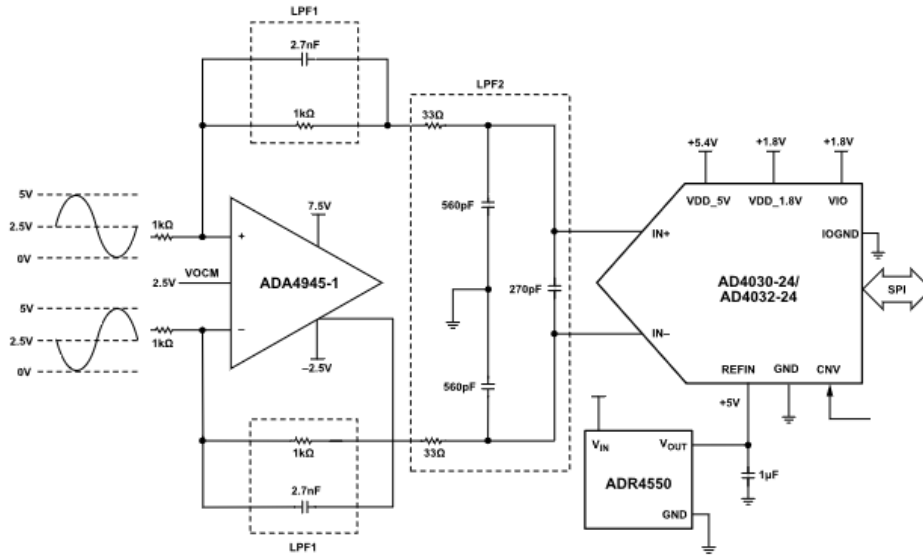 LPF1
2.7nF
1kΩ
LPF2
33Ω
560pF
270pF
560pF
33Ω
5V
2.5V
0V
1kΩ
VOCM
2.5V
5V
2.5V
0V
1kΩ
+
−
7.5V
ADA4945-1
−2.5V
1kΩ
2.7nF
LPF1
+5.4V
+1.8V
+1.8V
VDD_5V
VDD_1.8V
VIO
IOGND
IN+
AD4030-24/
AD4032-24
SPI
IN−
REFIN
GND
CNV
+5V
VIN
VOUT
ADR4550
GND
1µF